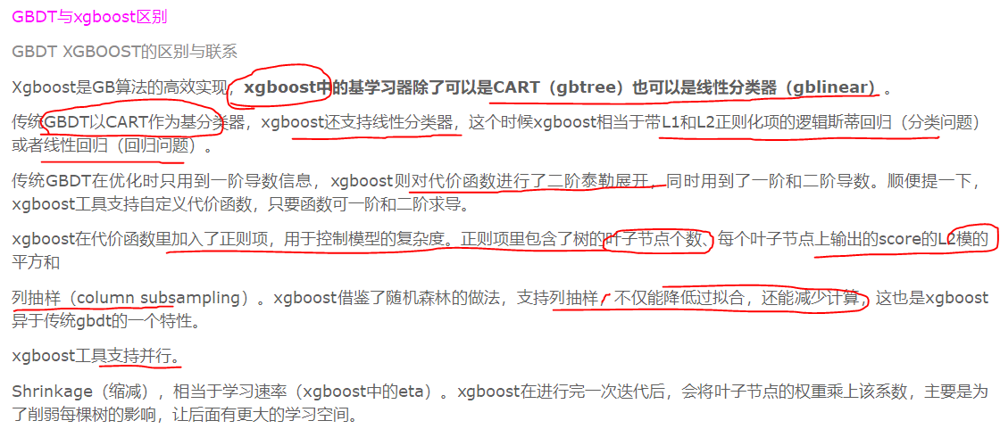 GBDT与xgboost区别
GBDT XGBOOST的区别与联系
Xgboost是GB算法的高效实现，xgboost中的基学习器除了可以是CART（gbtree）也可以是线性分类器（gblinear）。
传统GBDT以CART作为基分类器，xgboost还支持线性分类器，这个时候xgboost相当于带L1和L2正则化项的逻辑斯蒂回归（分类问题）
或者线性回归（回归问题）。
传统GBDT在优化时只用到一阶导数信息，xgboost则对代价函数进行了二阶泰勒展开，同时用到了一阶和二阶导数。顺便提一下，
xgboost工具支持自定义代价函数，只要函数可一阶和二阶求导。
xgboost在代价函数里加入了正则项，用于控制模型的复杂度。正则项里包含了树的叶子节点个数、每个叶子节点上输出的score的L2模的
平方和
列抽样（column subsampling）。xgboost借鉴了随机森林的做法，支持列抽样，不仅能降低过拟合，还能减少计算，这也是xgboost
异于传统gbdt的一个特性。
xgboost工具支持并行。
Shrinkage（缩减），相当于学习速率（xgboost中的eta）。xgboost在进行完一次迭代后，会将叶子节点的权重乘上该系数，主要是为
了削弱每棵树的影响，让后面有更大的学习空间。